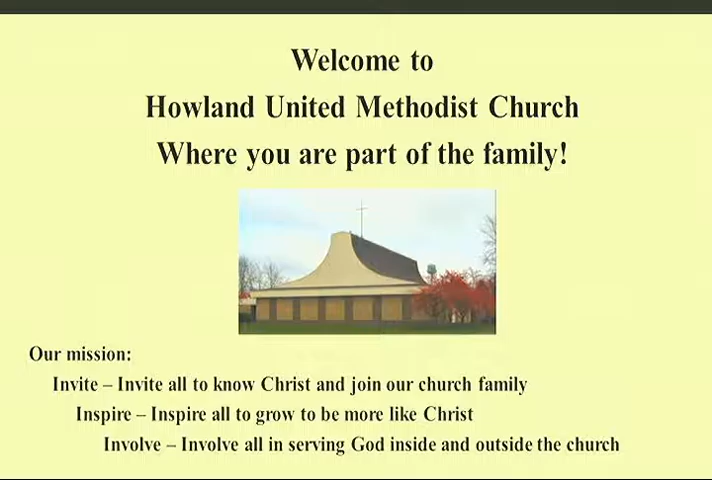 Welcome to
Howland United Methodist Church
Where you are part of the family!
Our mission:
Invite – Invite all to know Christ and join our church family
Inspire – Inspire all to grow to be more like Christ
Involve – Involve all in serving God inside and outside the church